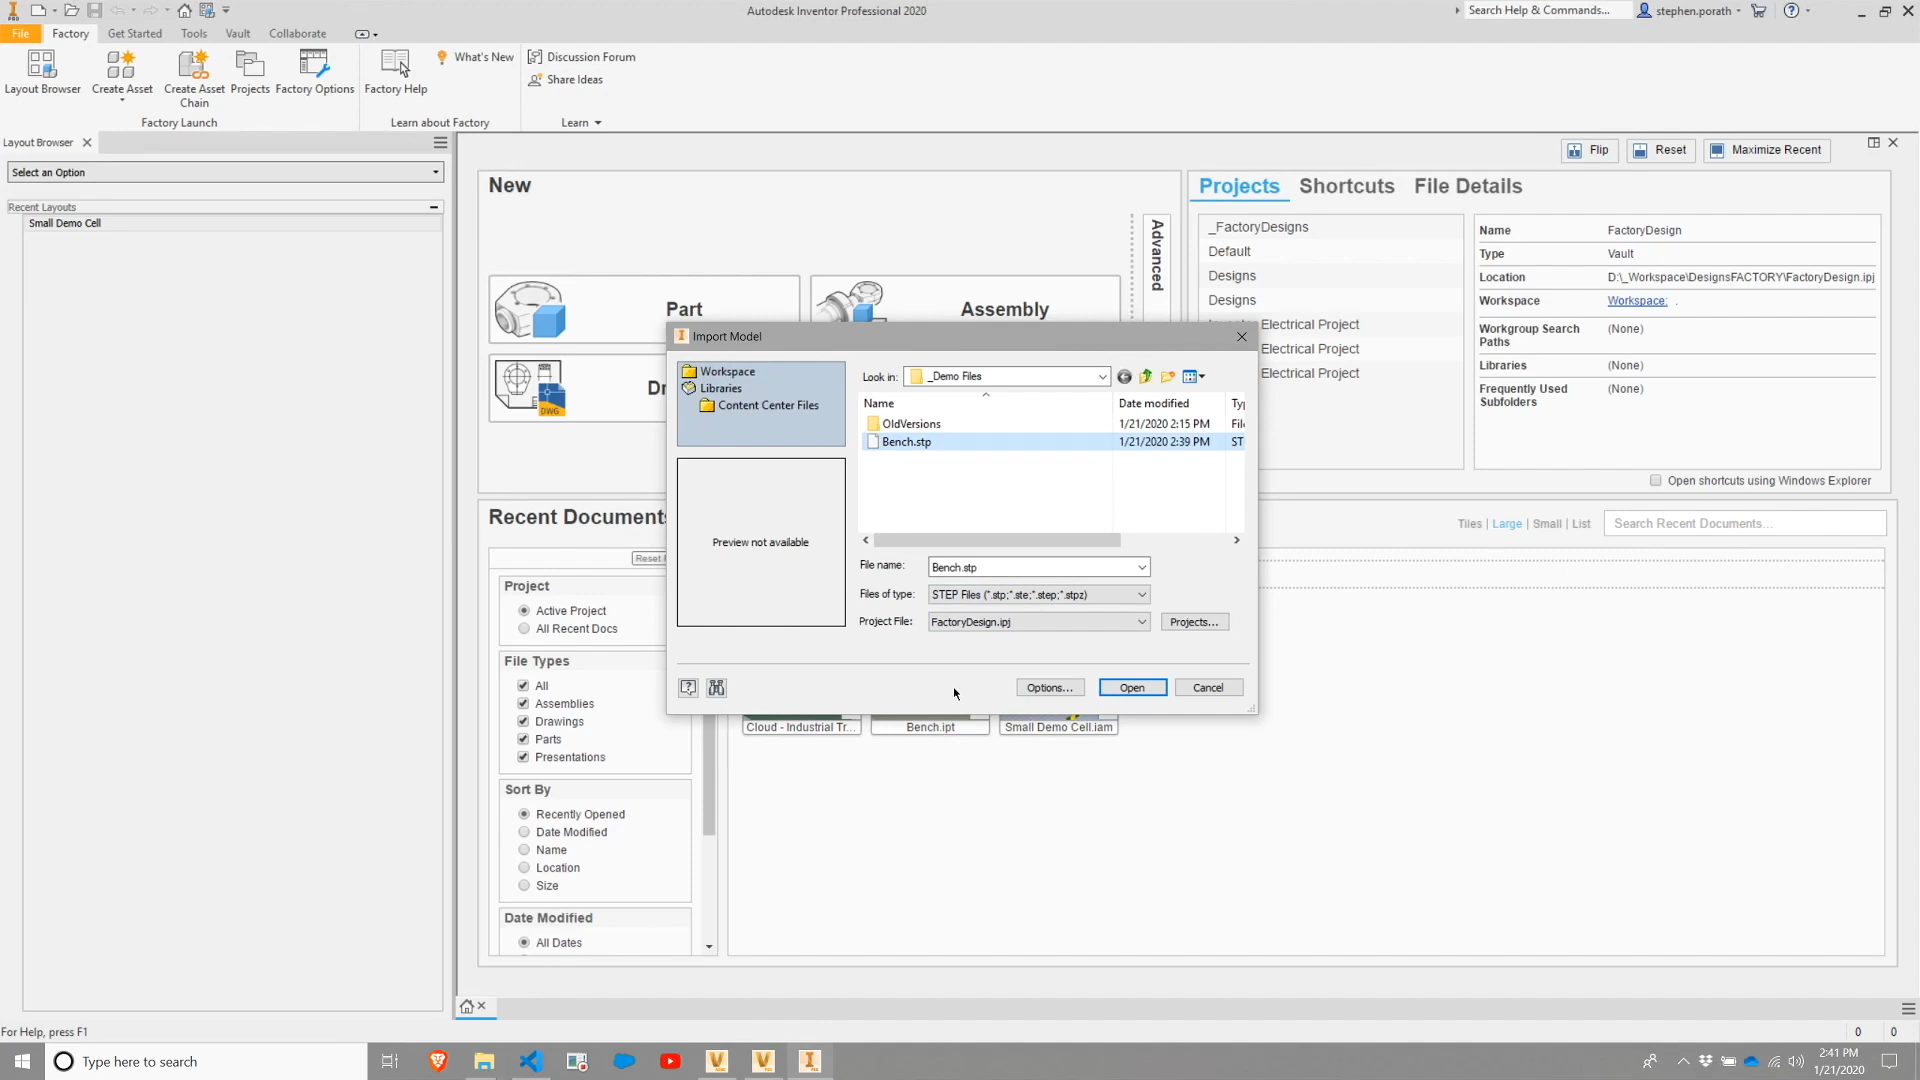 Autodesk Inventor Professional 2020
Search Help & Commands...
stephen.porath
File
Factory
Get Started
Tools
Vault
Collaborate
Layout Browser
Create Asset
Create Asset
Chain
Projects
Factory Options
Factory Help
What's New
Discussion Forum
Share Ideas
Factory Launch
Learn about Factory
Learn
Layout Browser
Select an Option
Recent Layouts
Small Demo Cell
Flip
Reset
Maximize Recent
New
Advanced
Part
Assembly
DWG
Projects
Shortcuts
File Details
_FactoryDesigns
Default
Designs
Designs
Electrical Project
Electrical Project
Electrical Project
Name FactoryDesign
Type Vault
Location D:\_Workspace\DesignsFACTORY\FactoryDesign.ipj
Workspace Workspace: .
Workgroup Search
Paths (None)
Libraries (None)
Frequently Used
Subfolders (None)
Open shortcuts using Windows Explorer
Import Model
Workspace
Libraries
Content Center Files
Look in: _Demo Files
Name Date modified
OldVersions 1/21/2020 2:15 PM
Bench.stp 1/21/2020 2:39 PM ST
Preview not available
File name: Bench.stp
Files of type: STEP Files (*.stp;*.ste;*.step;*.stpz)
Project File: FactoryDesign.ipj
Projects...
Options...
Open
Cancel
Recent Documents
Tiles | Large | Small | List
Search Recent Documents...
Reset
Project
Active Project
All Recent Docs
File Types
All
Assemblies
Drawings
Parts
Presentations
Sort By
Recently Opened
Date Modified
Name
Location
Size
Date Modified
All Dates
Cloud - Industrial Tr...
Bench.ipt
Small Demo Cell.iam
For Help, press F1
0 0
Type here to search
2:41 PM
1/21/2020